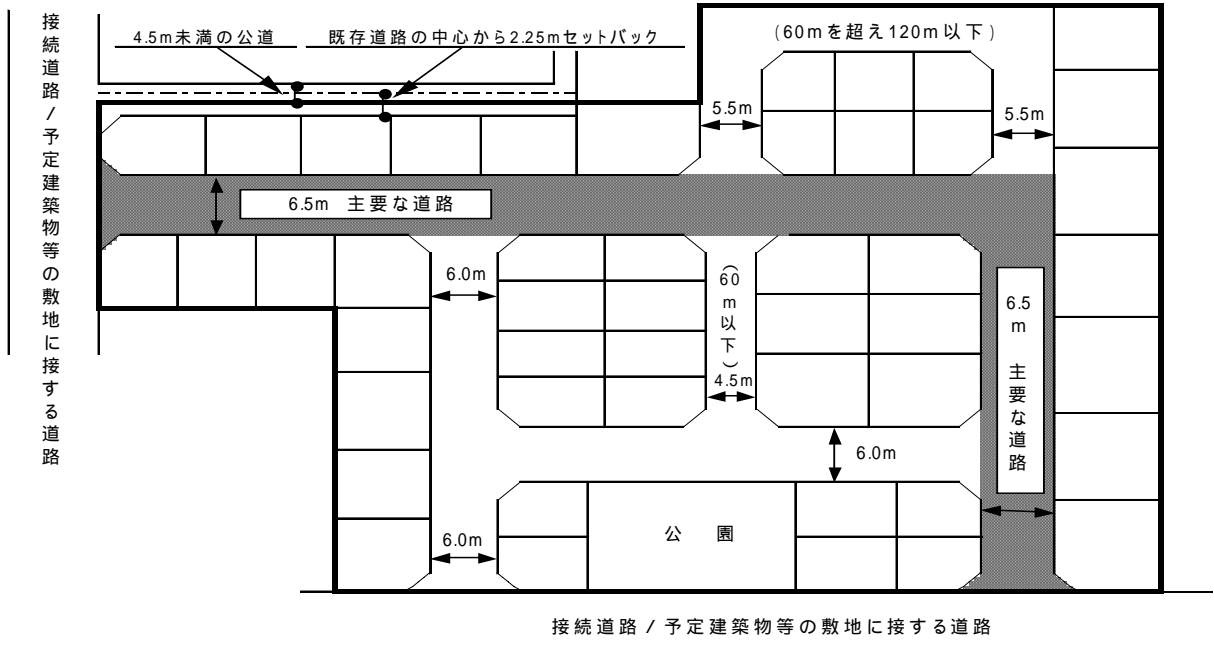 接続道路/予定建築物等の敷地に接する道路
4.5m未満の公道
既存道路の中心から2.25mセットバック
(60mを超え120m以下)
5.5m
5.5m
6.5m 主要な道路
6.0m
(60m以下)
4.5m
6.5m 主要な道路
6.0m
公 園
6.0m
接続道路/予定建築物等の敷地に接する道路